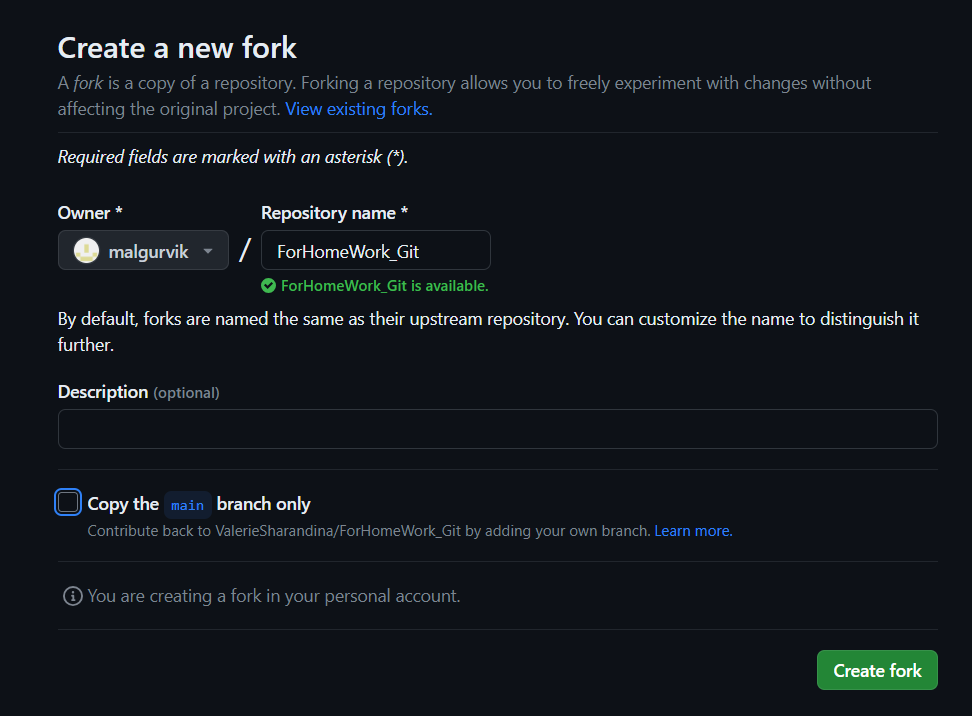 Create a new fork
A fork is a copy of a repository. Forking a repository allows you to freely experiment with changes without
affecting the original project. View existing forks.
Required fields are marked with an asterisk (*).
Owner *
Repository name *
malgurvik
/
ForHomeWork_Git
ForHomeWork_Git is available.
By default, forks are named the same as their upstream repository. You can customize the name to distinguish it
further.
Description (optional)
Copy the main branch only
Contribute back to ValerieSharandina/ForHomeWork_Git by adding your own branch. Learn more.
You are creating a fork in your personal account.
Create fork